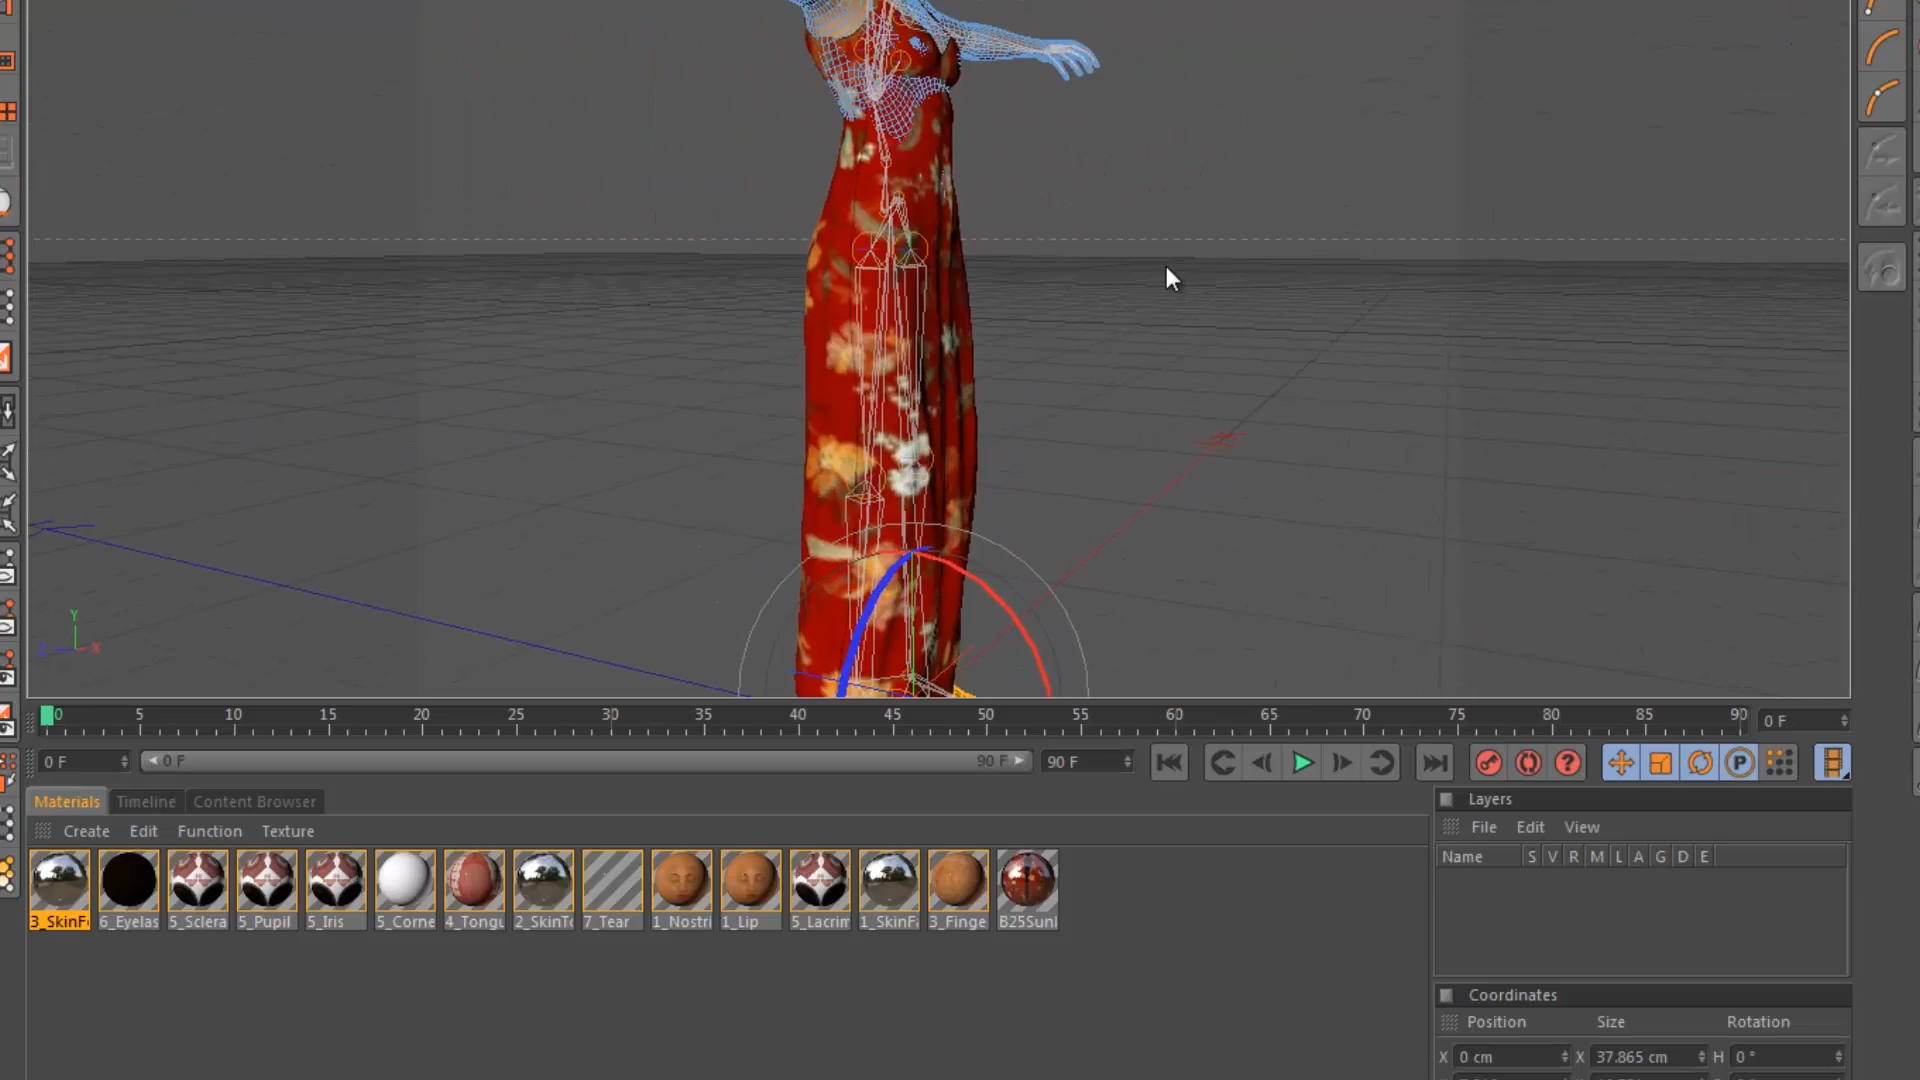 Y
Z X
0 5 10 15 20 25 30 35 40 45 50 55 60 65 70 75 80 85 90 0 F
0 F 0 F 90 F 90 F P
Materials Timeline Content Browser
Create Edit Function Texture
3_SkinF 6_Eyelas 5_Sclera 5_Pupil 5_Iris 5_Corne 4_Tongu 2_SkinTo 7_Tear 1_Nostri 1_Lip 5_Lacrim 1_SkinFa 3_Finge B25SunI
Layers
File Edit View
Name S V R M L A G D E
Coordinates
Position Size Rotation
X 0 cm X 37.865 cm H 0 °